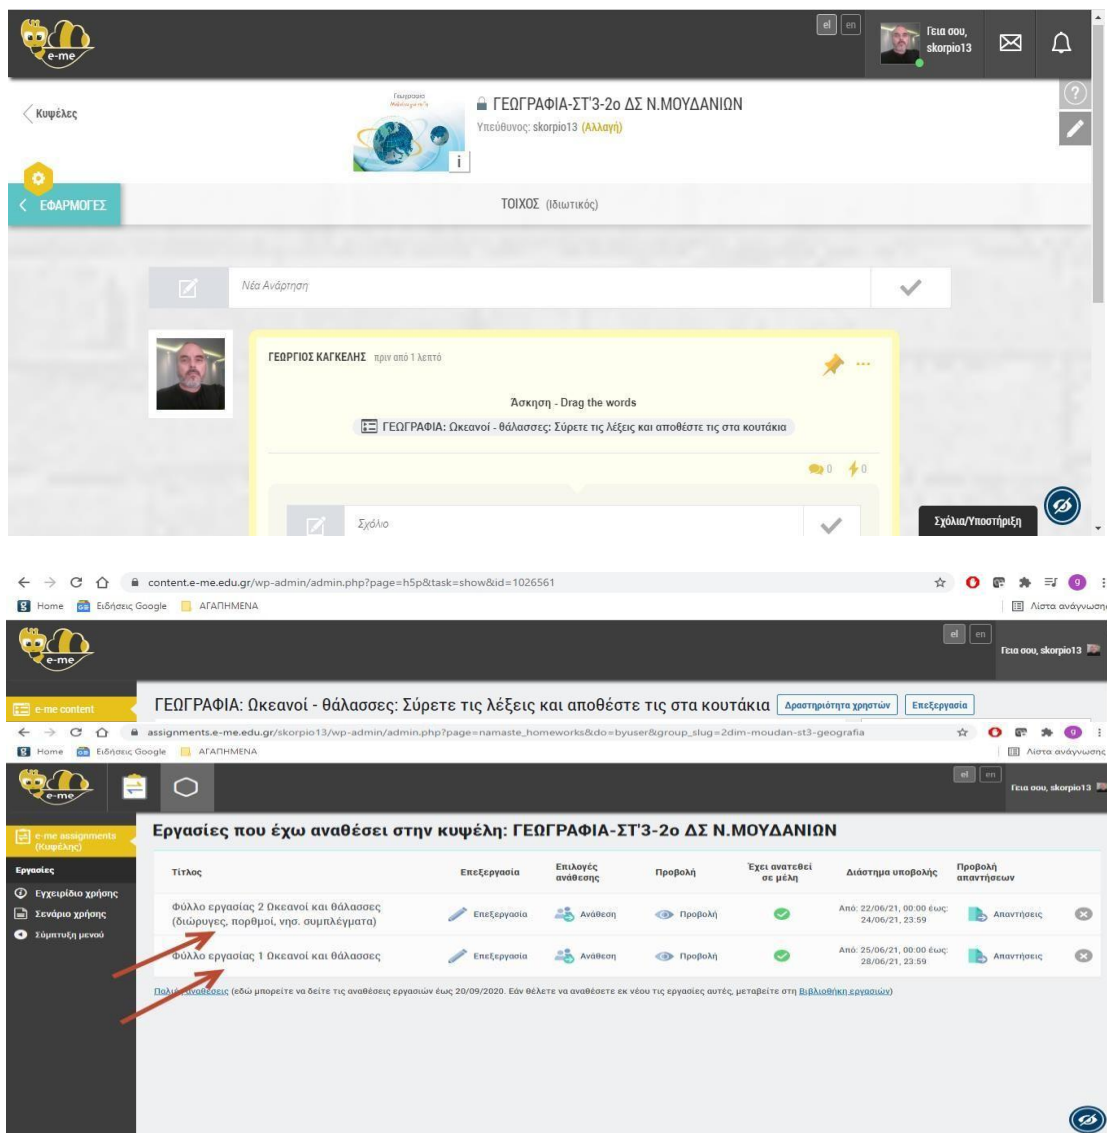 el en
Γεια σου,
skorpio13
e-me
Κυψέλες
Γεωγραφία
ΓΕΩΓΡΑΦΙΑ-ΣΤ'3-2ο ΔΣ Ν.ΜΟΥΔΑΝΙΩΝ
Υπεύθυνος: skorpio13 (Αλλαγή)
i
?
ΕΦΑΡΜΟΓΕΣ
ΤΟΙΧΟΣ (Ιδιωτικός)
Νέα Ανάρτηση
ΓΕΩΡΓΙΟΣ ΚΑΓΚΕΛΗΣ πριν από 1 λεπτό
Άσκηση - Drag the words
ΓΕΩΓΡΑΦΙΑ: Ωκεανοί - θάλασσες: Σύρετε τις λέξεις και αποθέστε τις στα κουτάκια
0 0
Σχόλιο
Σχόλια/Υποστήριξη
content.e-me.edu.gr/wp-admin/admin.php?page=h5p&task=show&id=1026561
g
Home Ειδήσεις Google ΑΓΑΠΗΜΕΝΑ Λίστα ανάγνωση
el en
Γεια σου, skorpio13
e-me
e-me content
ΓΕΩΓΡΑΦΙΑ: Ωκεανοί - θάλασσες: Σύρετε τις λέξεις και αποθέστε τις στα κουτάκια Δραστηριότητα χρηστών Επεξεργασία
assignments.e-me.edu.gr/skorpio13/wp-admin/admin.php?page=namaste_homeworks&do=byuser&group_slug=2dim-moudan-st3-geografia
g
Home Ειδήσεις Google ΑΓΑΠΗΜΕΝΑ Λίστα ανάγνωσης
el en
Γεια σου, skorpio13
e-me
e-me assignments
(Κυψέλης)
Εργασίες που έχω αναθέσει στην κυψέλη: ΓΕΩΓΡΑΦΙΑ-ΣΤ'3-2ο ΔΣ Ν.ΜΟΥΔΑΝΙΩΝ
Εργασίες
Εγχειρίδιο χρήσης
Σενάριο χρήσης
Σύμπτυξη μενού
Τίτλος Επεξεργασία Επιλογές ανάθεσης Προβολή Έχει ανατεθεί σε μέλη Διάστημα υποβολής Προβολή απαντήσεων
Φύλλο εργασίας 2 Ωκεανοί και θάλασσες
(διώρυγες, πορθμοί, νησ. συμπλέγματα)
Επεξεργασία Ανάθεση Προβολή
Από: 22/06/21, 00:00 έως:
24/06/21, 23:59
Απαντήσεις
Φύλλο εργασίας 1 Ωκεανοί και θάλασσες
Επεξεργασία Ανάθεση Προβολή
Από: 25/06/21, 00:00 έως:
28/06/21, 23:59
Απαντήσεις
Παλιές αναθέσεις (εδώ μπορείτε να δείτε τις αναθέσεις εργασιών έως 20/09/2020. Εάν θέλετε να αναθέσετε εκ νέου τις εργασίες αυτές, μεταβείτε στη Βιβλιοθήκη εργασιών)